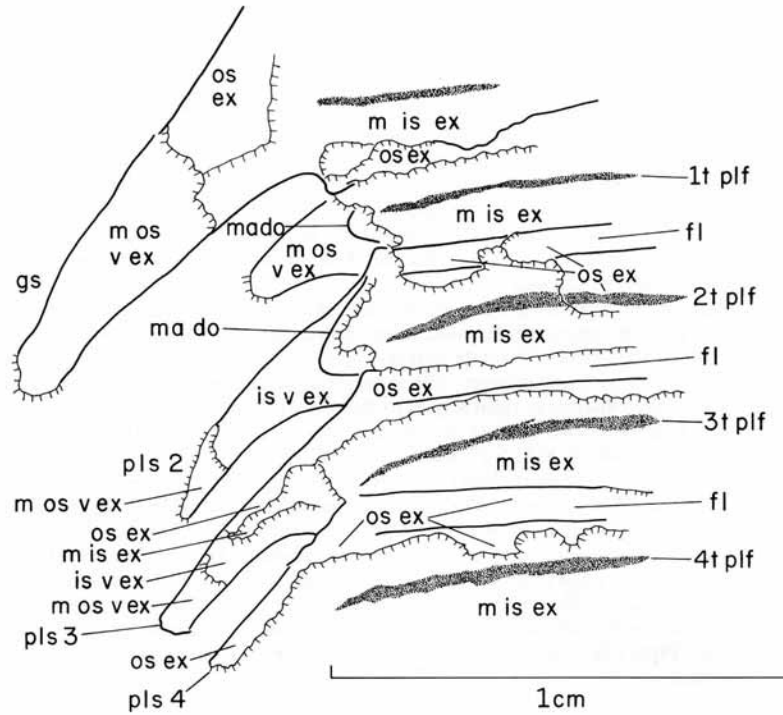 os
ex
m is ex
os ex
1t plf
m os
v ex
mado
m is ex
fl
m os
v ex
os ex
gs
2t plf
ma do
m is ex
fl
is v ex
os ex
3t plf
pls 2
m is ex
m os v ex
fl
os ex
os ex
m is ex
is v ex
4t plf
m os v ex
m is ex
pls 3
os ex
pls 4
1cm